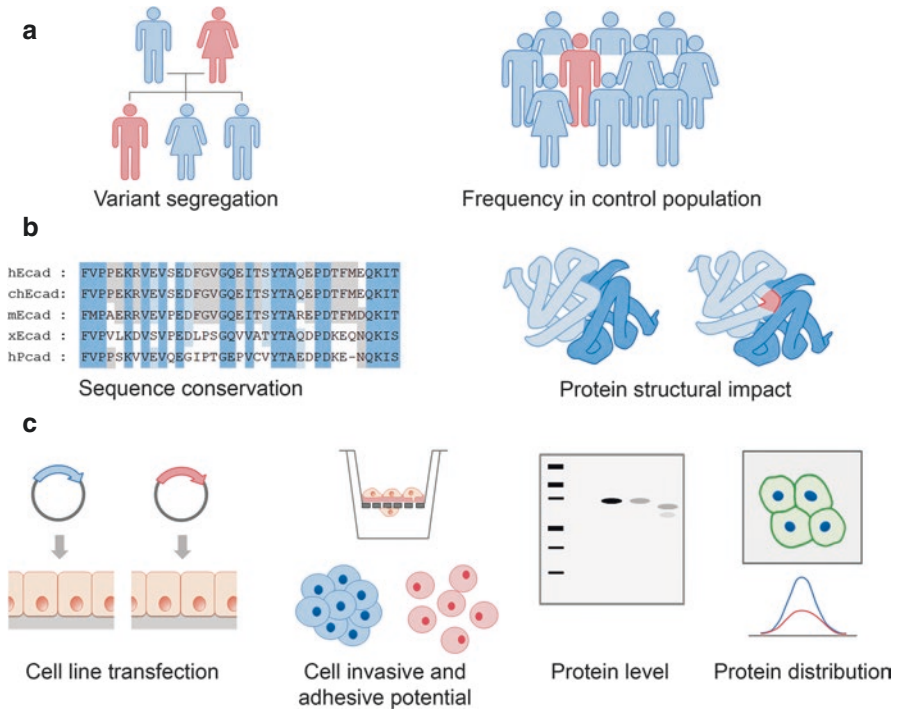 a
Variant segregation
Frequency in control population
b
hEcad : FVPPEKRVEVSEDFGVGQEITSYTAQEPDTFMEQKIT
chEcad: FVPPEKRVEVSEDFGVGQEITSYTAQEPDTFMEQKIT
mEcad : FMPAERRVEVPEDFGVGQEITSYTAREPDTFMDQKIT
xEcad : FVPVLKDVSVPEDLPSGQVVATYTAQDPDKEQNQKIS
hPcad : FVPPSKVVEVQEGIPTGEPVCVYTAEDPDKE-NQKIS
Sequence conservation
Protein structural impact
c
Cell line transfection
Cell invasive and
adhesive potential
Protein level
Protein distribution